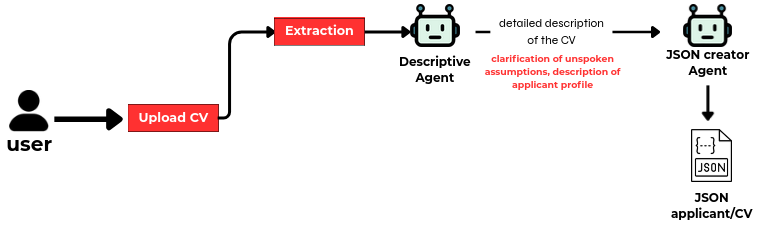 user
Upload CV
Extraction
Descriptive
Agent
detailed description
of the CV
clarification of unspoken
assumptions, description of
applicant profile
JSON creator
Agent
{---}
JSON
JSON
applicant/CV